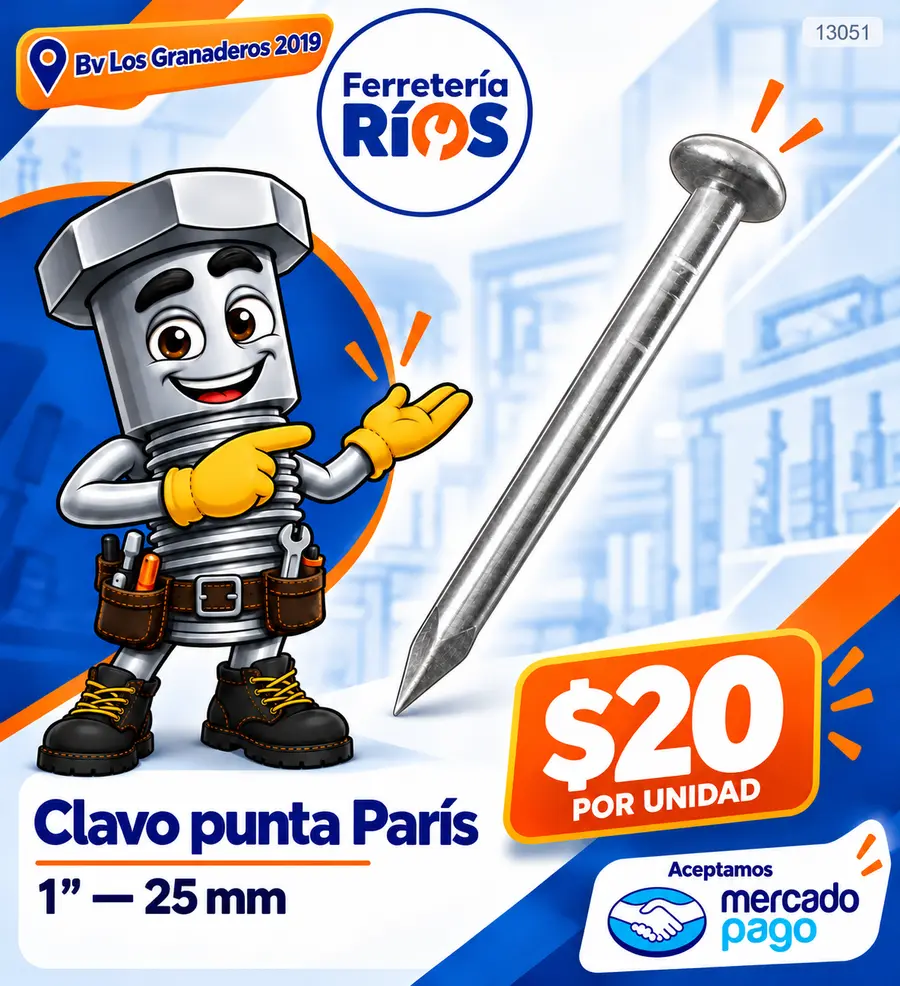 Bv Los Granaderos 2019
Ferretería
RÍOS
13051
$20
POR UNIDAD
Clavo punta París
1” — 25 mm
Aceptamos
mercado
pago